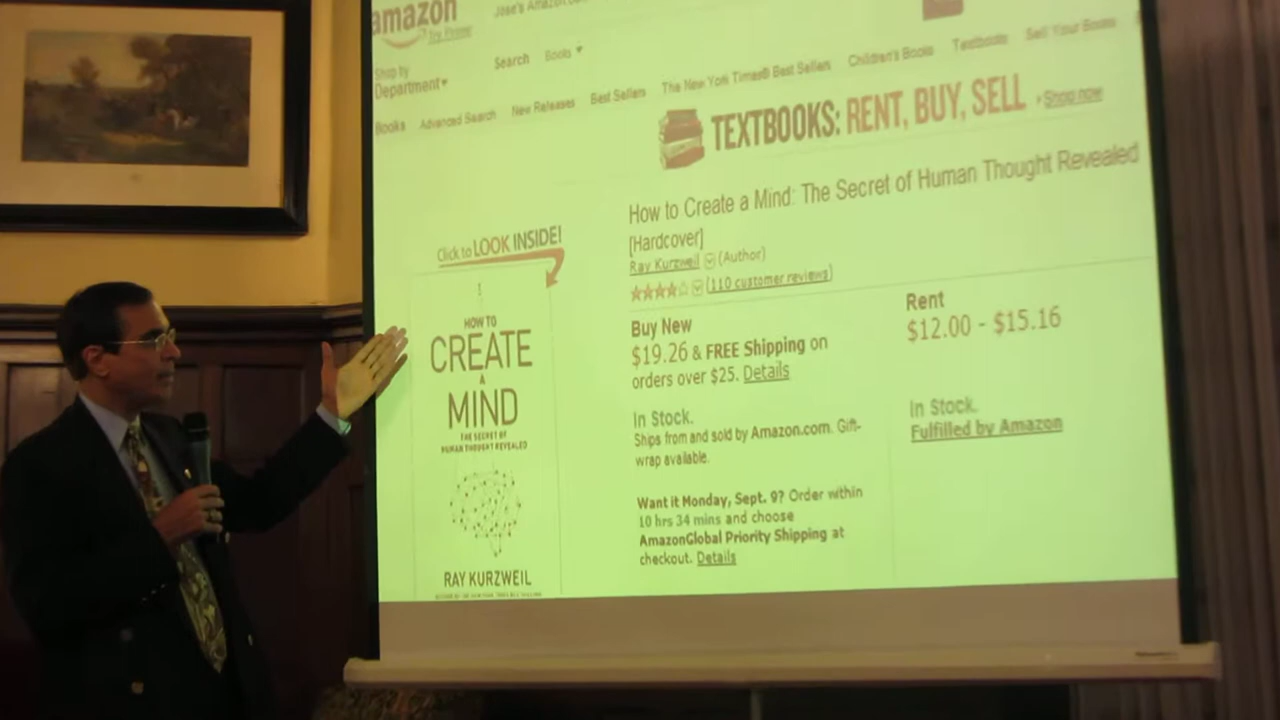 amazon
Try Prime
Jose's Amazon.com
Shop by
Department
Search
Books
Books
Advanced Search
New Releases
Best Sellers
The New York Times® Best Sellers
Children's Books
Textbooks
Sell Your Books
TEXTBOOKS: RENT, BUY, SELL
Shop now
How to Create a Mind: The Secret of Human Thought Revealed
[Hardcover]
Ray Kurzweil (Author)
(110 customer reviews)
Click to LOOK INSIDE!
HOW TO
CREATE
A
MIND
THE SECRET OF
HUMAN THOUGHT REVEALED
RAY KURZWEIL
Buy New
$19.26 & FREE Shipping on
orders over $25. Details
In Stock.
Ships from and sold by Amazon.com. Gift-
wrap available.
Want it Monday, Sept. 9? Order within
10 hrs 34 mins and choose
AmazonGlobal Priority Shipping at
checkout. Details
Rent
$12.00 - $15.16
In Stock.
Fulfilled by Amazon